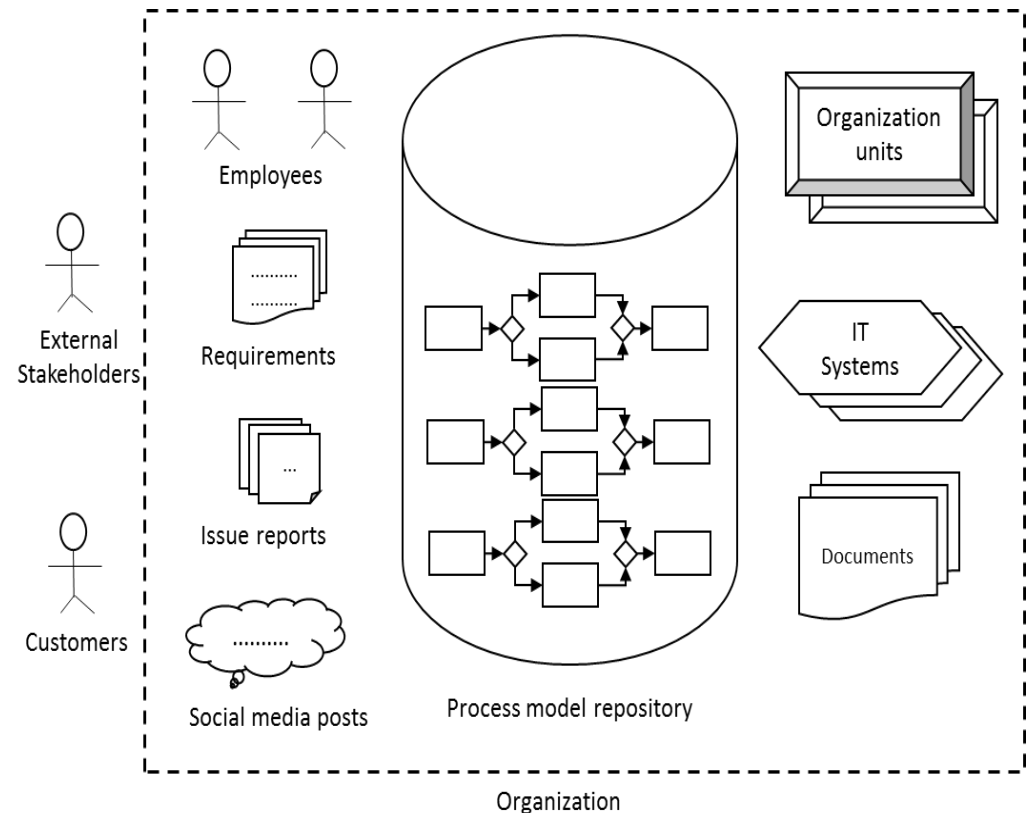 Employees
Organization
units
..........
..........
Requirements
External
Stakeholders
IT
Systems
...
Issue reports
Documents
Customers
..........
Social media posts
Process model repository
Organization